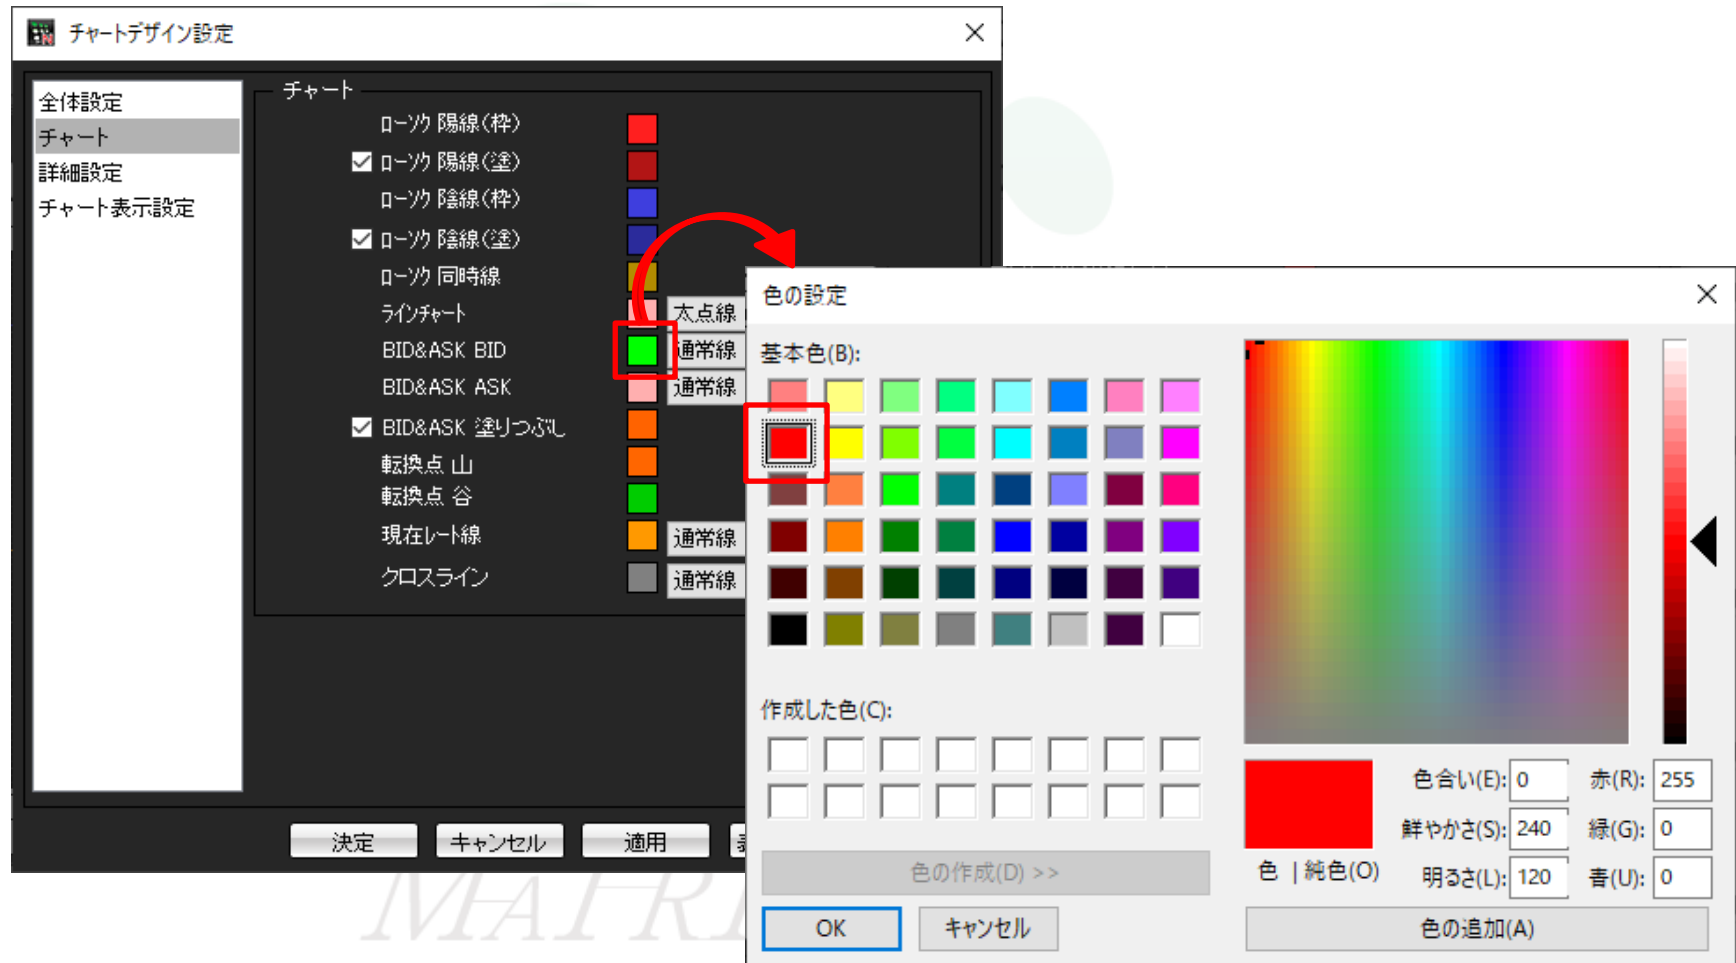 チャートデザイン設定
全体設定
チャート
詳細設定
チャート表示設定
チャート
ローソク 陽線(枠)
ローソク 陽線(塗)
ローソク 陰線(枠)
ローソク 陰線(塗)
ローソク 同時線
ラインチャート
太点線
BID&ASK BID
通常線
BID&ASK ASK
通常線
BID&ASK 塗りつぶし
転換点 山
転換点 谷
現在レート線
通常線
クロスライン
通常線
決定
キャンセル
適用
色の設定
基本色(B):
作成した色(C):
色の作成(D) >>
OK
キャンセル
色 | 純色(O)
色合い(E): 0
赤(R): 255
鮮やかさ(S): 240
緑(G): 0
明るさ(L): 120
青(U): 0
色の追加(A)